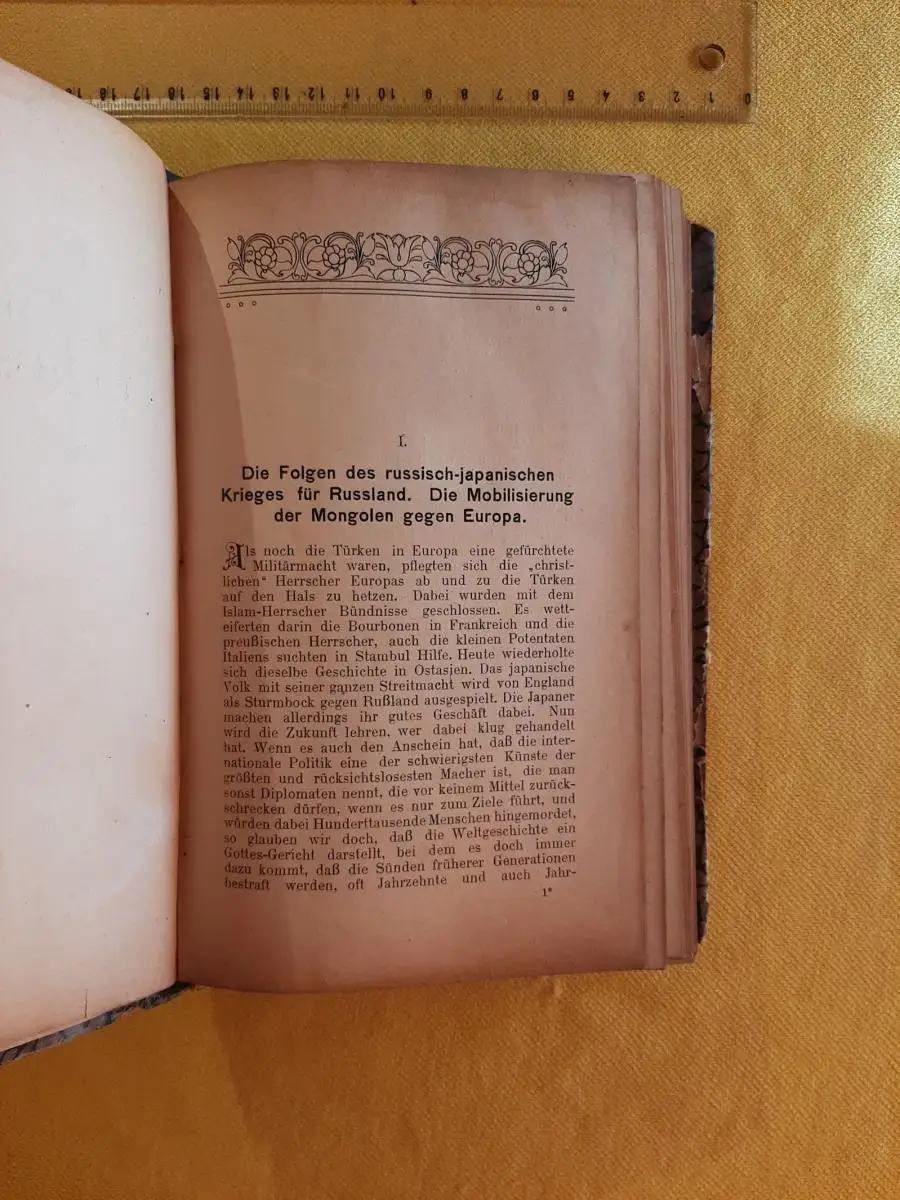 0 1 2 3 4 5 6 7 8 9 10 11 12 13 14 15 16 17 18
I.
Die Folgen des russisch-japanischen
Krieges für Russland. Die Mobilisierung
der Mongolen gegen Europa.
Als noch die Türken in Europa eine gefürchtete
Militärmacht waren, pflegten sich die „christ-
lichen“ Herrscher Europas ab und zu die Türken
auf den Hals zu hetzen. Dabei wurden mit dem
Islam-Herrscher Bündnisse geschlossen. Es wett-
eiferten darin die Bourbonen in Frankreich und die
preußischen Herrscher, auch die kleinen Potentaten
Italiens suchten in Stambul Hilfe. Heute wiederholte
sich dieselbe Geschichte in Ostasien. Das japanische
Volk mit seiner ganzen Streitmacht wird von England
als Sturmbock gegen Rußland ausgespielt. Die Japaner
machen allerdings ihr gutes Geschäft dabei. Nun
wird die Zukunft lehren, wer dabei klug gehandelt
hat. Wenn es auch den Anschein hat, daß die inter-
nationale Politik eine der schwierigsten Künste der
größten und rücksichtslosesten Macher ist, die man
sonst Diplomaten nennt, die vor keinem Mittel zurück-
schrecken dürfen, wenn es nur zum Ziele führt, und
würden dabei Hunderttausende Menschen hingemordet,
so glauben wir doch, daß die Weltgeschichte ein
Gottes-Gericht darstellt, bei dem es doch immer
dazu kommt, daß die Sünden früherer Generationen
bestraft werden, oft Jahrzehnte und auch Jahr-
1*